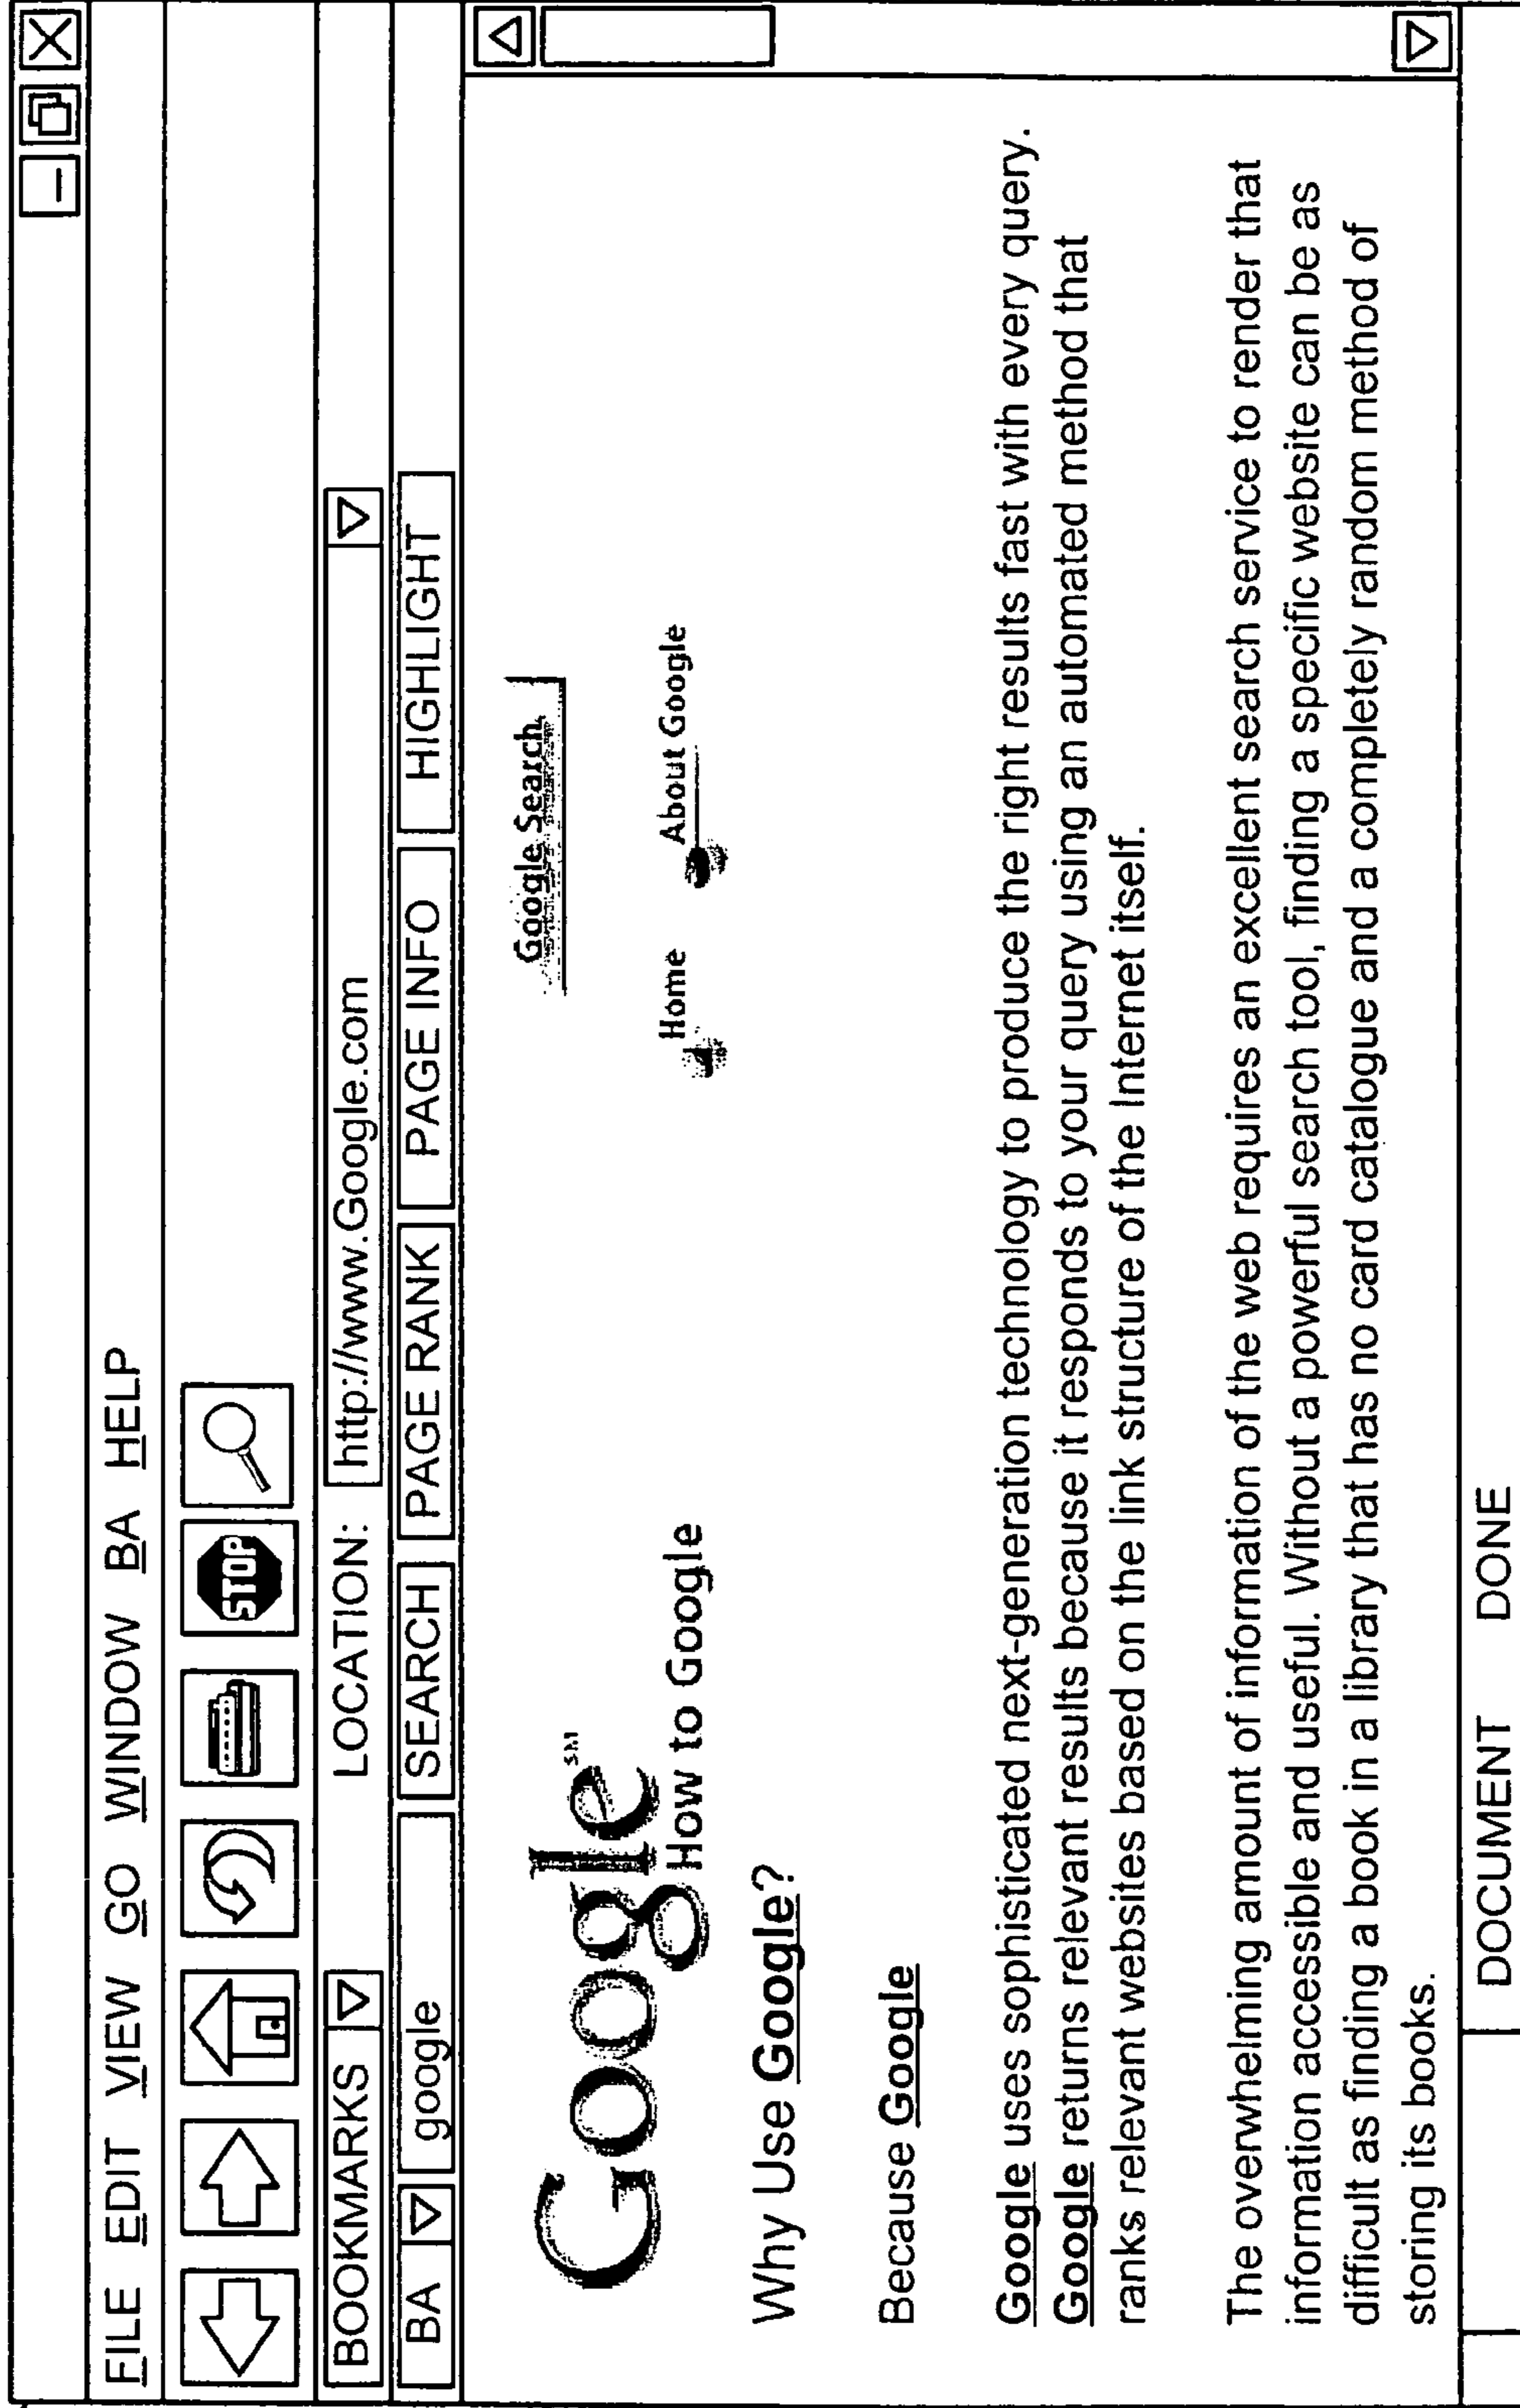 FILE EDIT VIEW GO WINDOW BA HELP
STOP
BOOKMARKS LOCATION: http://www.Google.com
BA google SEARCH PAGE RANK PAGE INFO HIGHLIGHT
Google Search
Google SM
How to Google
Home About Google
Why Use Google?
Because Google
Google uses sophisticated next-generation technology to produce the right results fast with every query.
Google returns relevant results because it responds to your query using an automated method that
ranks relevant websites based on the link structure of the Internet itself.
The overwhelming amount of information of the web requires an excellent search service to render that
information accessible and useful. Without a powerful search tool, finding a specific website can be as
difficult as finding a book in a library that has no card catalogue and a completely random method of
storing its books.
DOCUMENT DONE